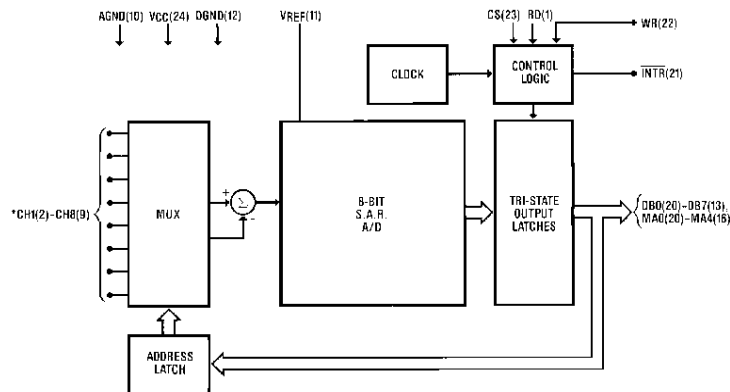 AGND(10) VCC(24) DGND(12) VREF(11) CS(23) RD(1)
WR(22)
CLOCK
CONTROL
LOGIC
INTR(21)
*CH1(2)-CH8(9)
MUX
+
Σ
-
8-BIT
S.A.R.
A/D
TRI-STATE
OUTPUT
LATCHES
DB0(20)-DB7(13),
MA0(20)-MA4(16)
ADDRESS
LATCH